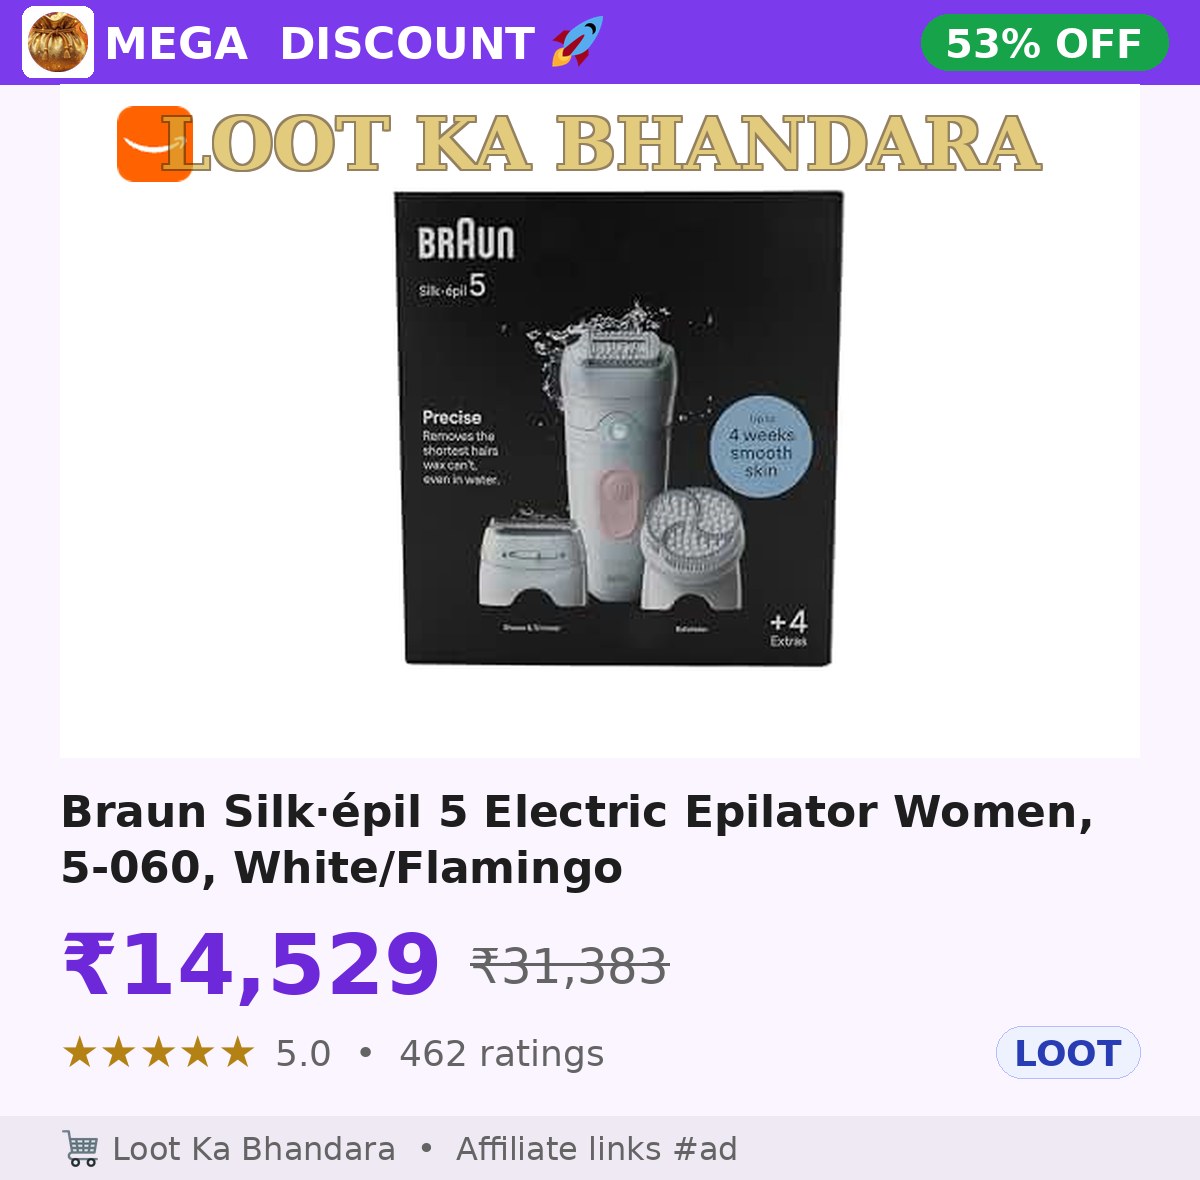 MEGA DISCOUNT 🚀
53% OFF
LOOT KA BHANDARA
BRAUN
Silk·épil 5
Precise
Removes the
shortest hairs
wax can't,
even in water.
Up to
4 weeks
smooth
skin
+4
Extras
Braun Silk·épil 5 Electric Epilator Women,
5-060, White/Flamingo
₹14,529 ₹31,383
★★★★★ 5.0 • 462 ratings
LOOT
Loot Ka Bhandara • Affiliate links #ad